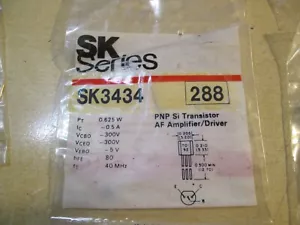 SK
Series
SK3434
288
PNP Si Transistor
AF Amplifier/Driver
PT 0.625 W
IC -0.5 A
VCBO -300V
VCEO -300V
VEBO -5 V
hFE 80
fT 40 MHz